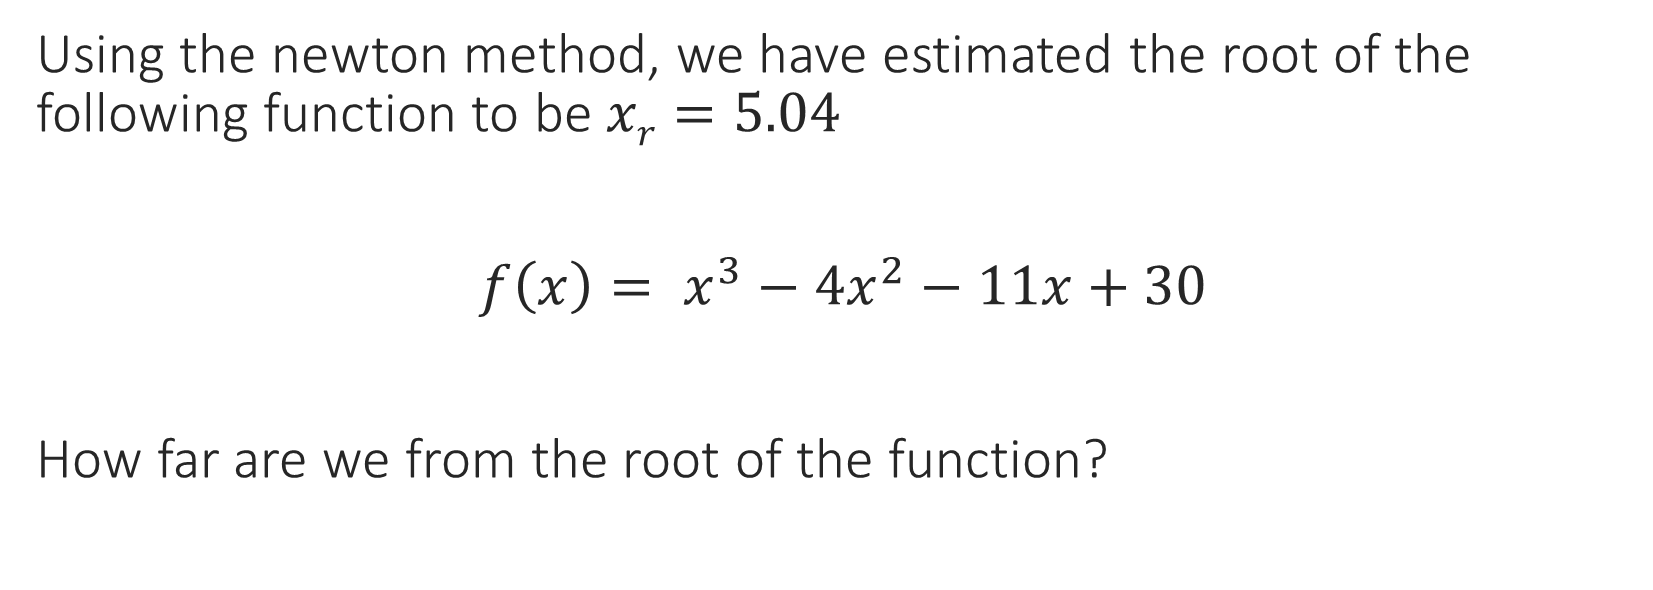 Using the newton method, we have estimated the root of the
following function to be xᵣ = 5.04
f(x) = x³ − 4x² − 11x + 30
How far are we from the root of the function?